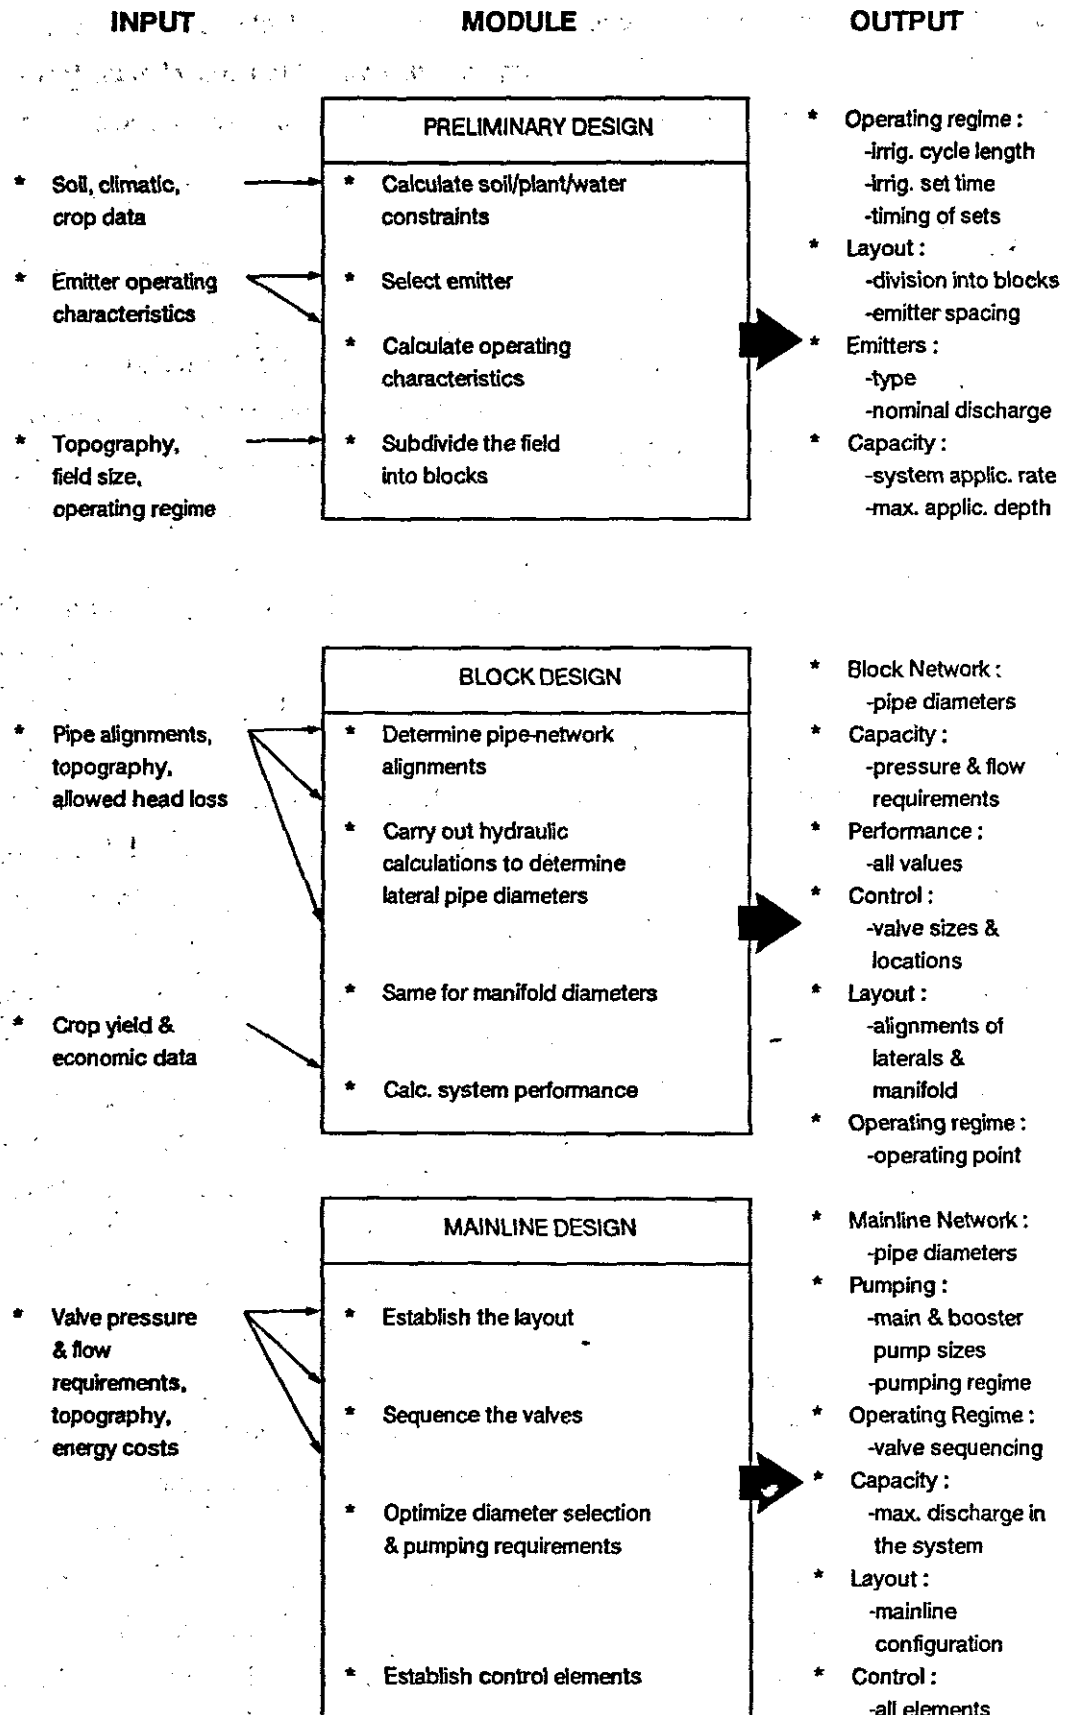 INPUT
MODULE
OUTPUT
PRELIMINARY DESIGN
* Soil, climatic,
crop data
* Emitter operating
characteristics
* Topography,
field size,
operating regime
* Calculate soil/plant/water
constraints
* Select emitter
* Calculate operating
characteristics
* Subdivide the field
into blocks
* Operating regime :
-irrig. cycle length
-irrig. set time
-timing of sets
* Layout :
-division into blocks
-emitter spacing
* Emitters :
-type
-nominal discharge
* Capacity :
-system applic. rate
-max. applic. depth
BLOCK DESIGN
* Pipe alignments,
topography,
allowed head loss
* Crop yield &
economic data
* Determine pipe-network
alignments
* Carry out hydraulic
calculations to determine
lateral pipe diameters
* Same for manifold diameters
* Calc. system performance
* Block Network :
-pipe diameters
* Capacity :
-pressure & flow
requirements
* Performance :
-all values
* Control :
-valve sizes &
locations
* Layout :
-alignments of
laterals &
manifold
* Operating regime :
-operating point
MAINLINE DESIGN
* Valve pressure
& flow
requirements,
topography,
energy costs
* Establish the layout
* Sequence the valves
* Optimize diameter selection
& pumping requirements
* Establish control elements
* Mainline Network :
-pipe diameters
* Pumping :
-main & booster
pump sizes
-pumping regime
* Operating Regime :
-valve sequencing
* Capacity :
-max. discharge in
the system
* Layout :
-mainline
configuration
* Control :
-all elements